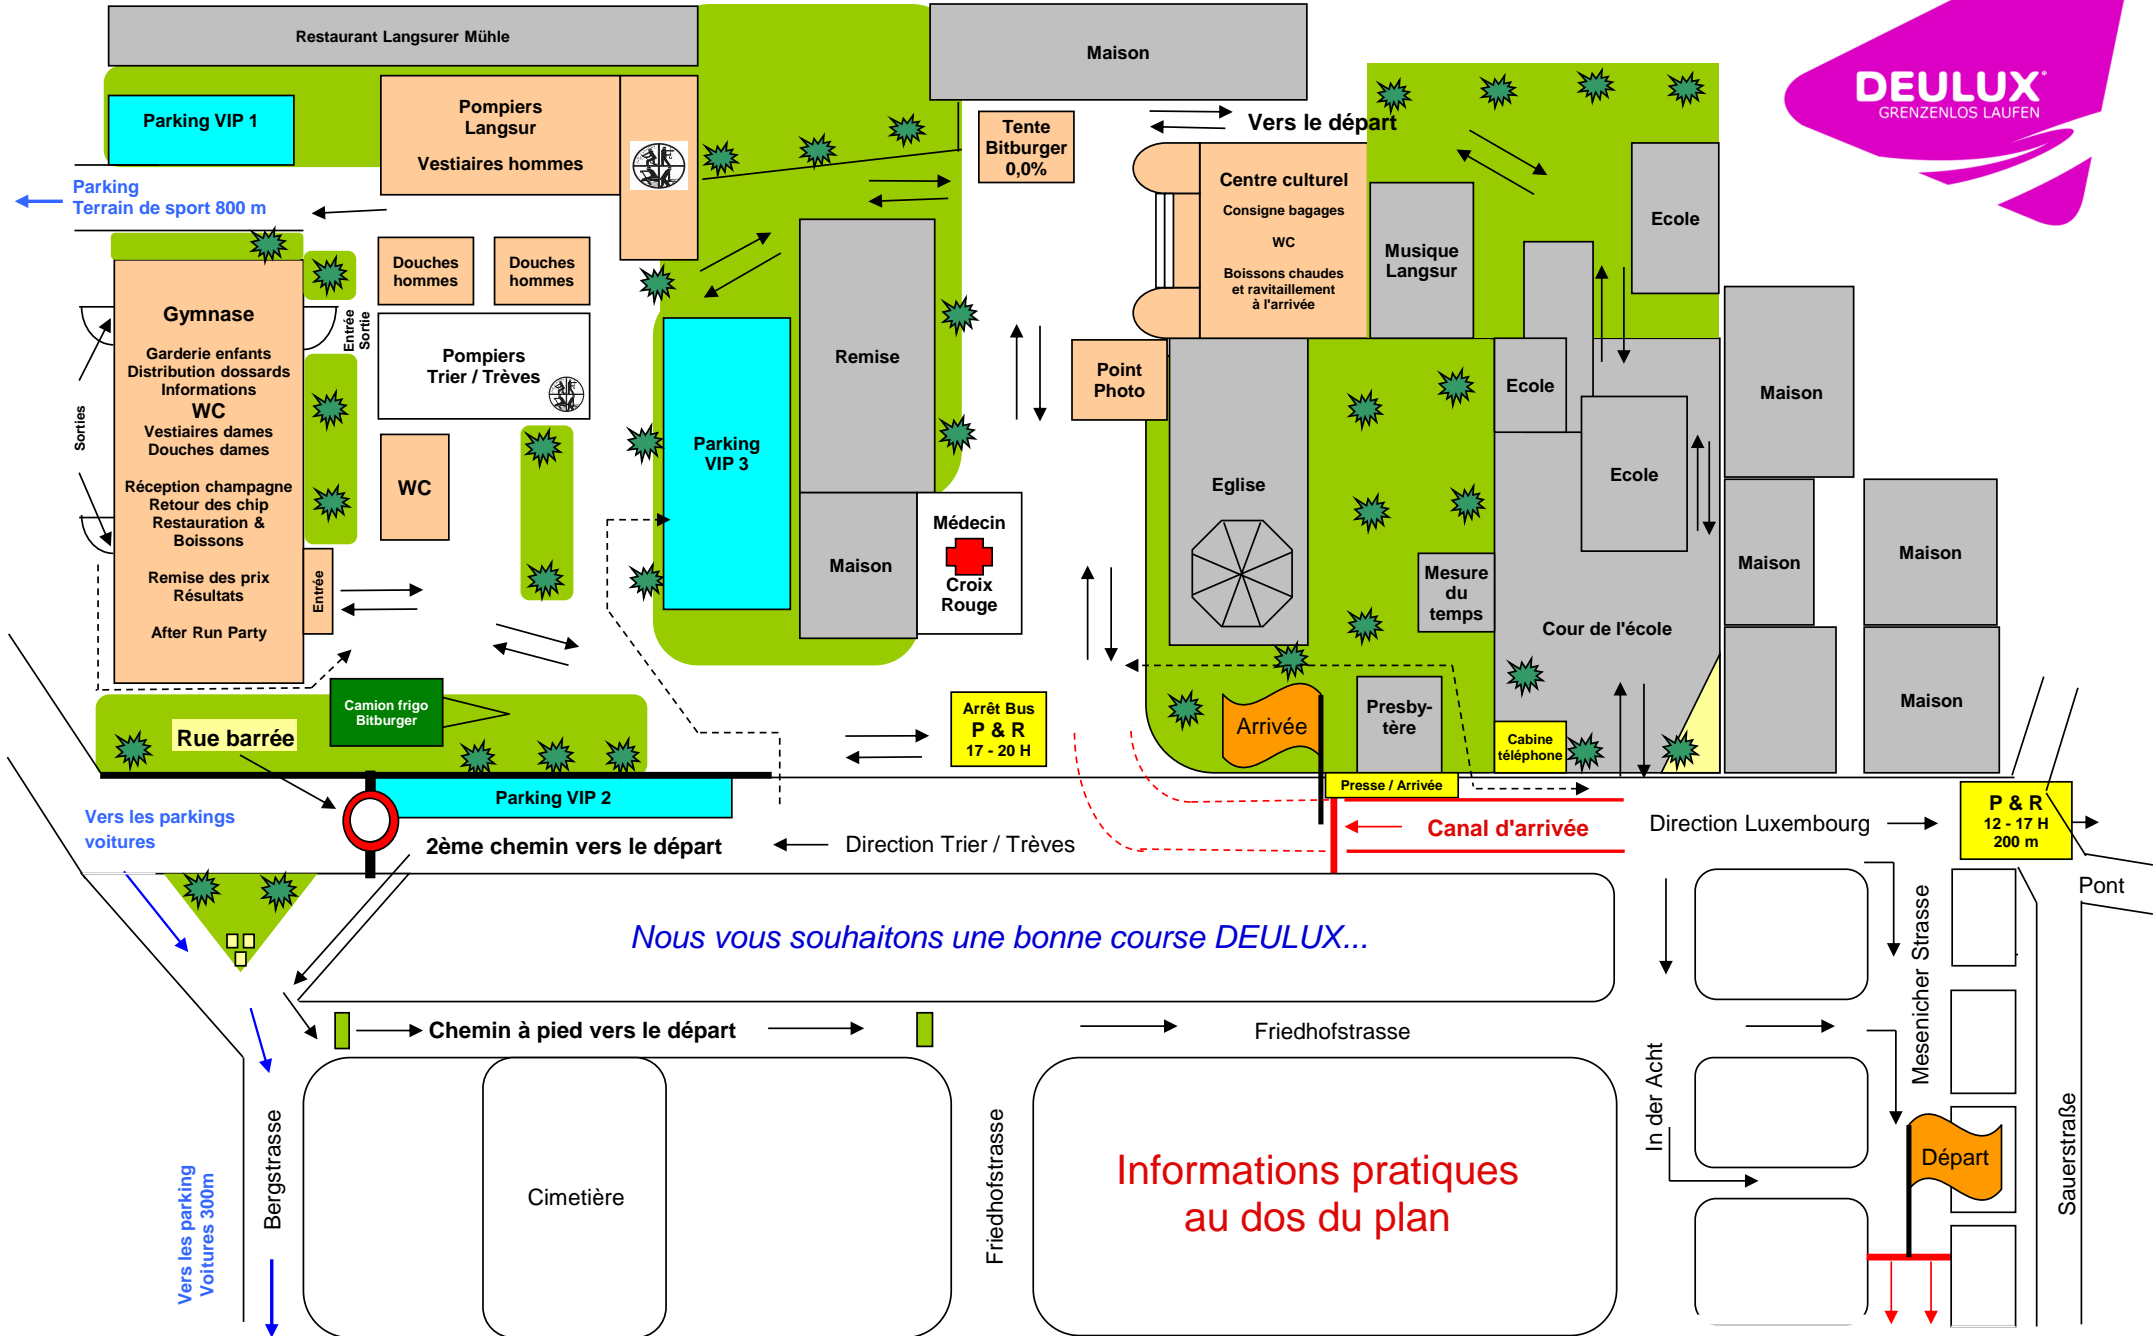 Restaurant Langsurer Mühle
Maison
DEULUX
GRENZENLOS LAUFEN
Parking VIP 1
Pompiers
Langsur
Vestiaires hommes
Tente
Bitburger
0,0%
Vers le départ
Parking
Terrain de sport 800 m
Centre culturel
Consigne bagages
WC
Boissons chaudes
et ravitaillement
à l'arrivée
Musique
Langsur
Ecole
Douches
hommes
Douches
hommes
Entrée
Sortie
Gymnase
Garderie enfants
Distribution dossards
Informations
WC
Vestiaires dames
Douches dames
Réception champagne
Retour des chip
Restauration &
Boissons
Remise des prix
Résultats
After Run Party
Sorties
Entrée
Pompiers
Trier / Trèves
WC
Remise
Parking
VIP 3
Maison
Médecin
Croix
Rouge
Point
Photo
Eglise
Ecole
Ecole
Mesure
du
temps
Cour de l'école
Maison
Maison
Maison
Maison
Camion frigo
Bitburger
Rue barrée
Arrêt Bus
P & R
17 - 20 H
Arrivée
Presby-
tère
Cabine
téléphone
Presse / Arrivée
Parking VIP 2
Vers les parkings
voitures
2ème chemin vers le départ
Direction Trier / Trèves
Canal d'arrivée
Direction Luxembourg
P & R
12 - 17 H
200 m
Pont
Nous vous souhaitons une bonne course DEULUX...
Chemin à pied vers le départ
Friedhofstrasse
Mesenicher Strasse
In der Acht
Sauerstraße
Départ
Bergstrasse
Vers les parking
Voitures 300m
Cimetière
Friedhofstrasse
Informations pratiques
au dos du plan